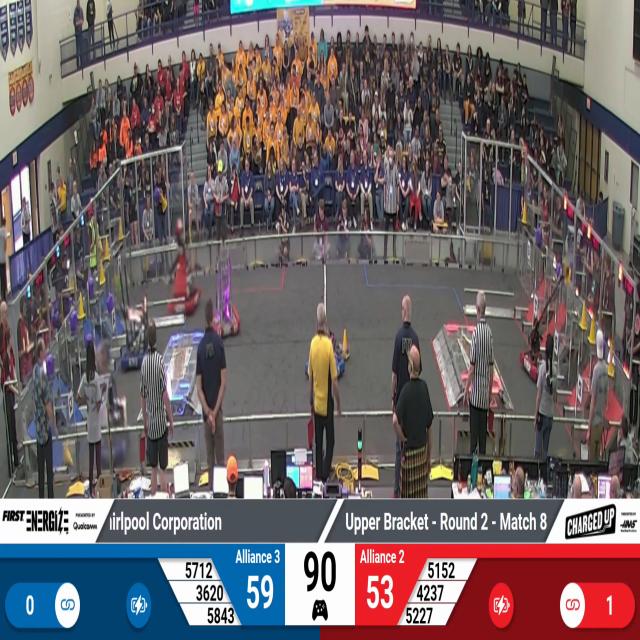 FIRST ENERGIZE PRESENTED BY Qualcomm
irlpool Corporation
Upper Bracket - Round 2 - Match 8
CHARGED UP
Alliance 3
90
Alliance 2
5712
3620
5843
59
53
5152
4237
5227
0
1